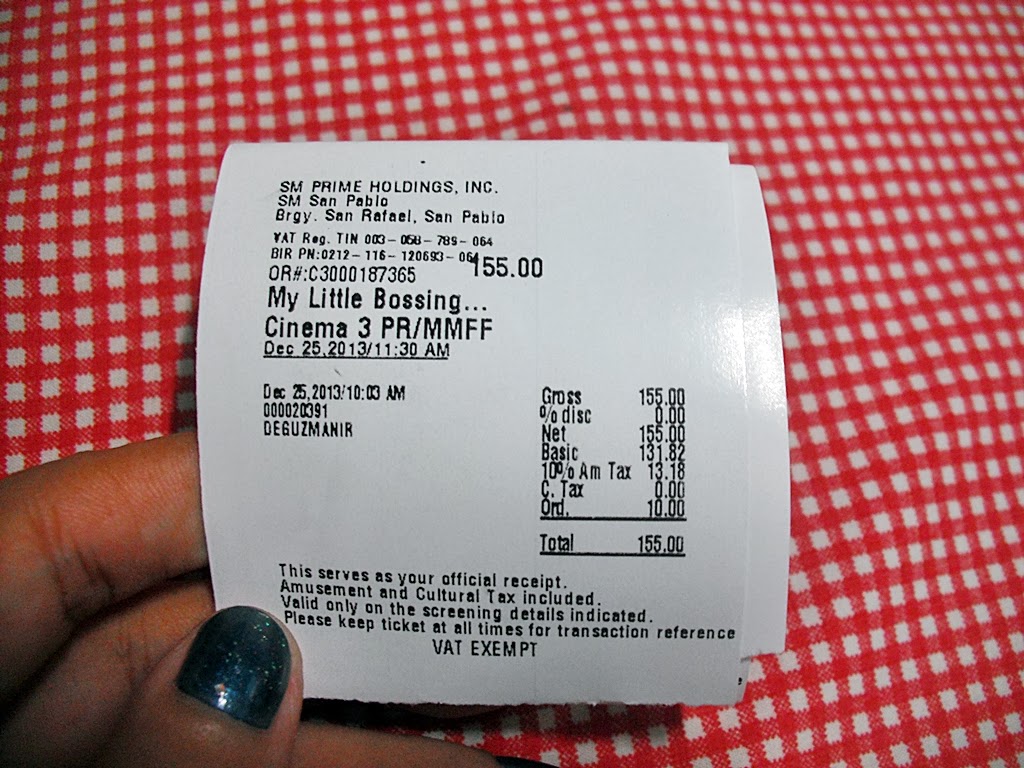 SM PRIME HOLDINGS, INC.
SM San Pablo
Brgy. San Rafael, San Pablo
VAT Reg. TIN 003-058-789-064
BIR PN:0212-116-120693-064
155.00
OR#:C3000187365
My Little Bossing...
Cinema 3 PR/MMFF
Dec 25,2013/11:30 AM
Dec 25,2013/10:03 AM
000020391
DEGUZMANIR
Gross 155.00
% disc 0.00
Net 155.00
Basic 131.82
10% Am Tax 13.18
C. Tax 0.00
Ord. 10.00
Total 155.00
This serves as your official receipt.
Amusement and Cultural Tax included.
Valid only on the screening details indicated.
Please keep ticket at all times for transaction reference
VAT EXEMPT